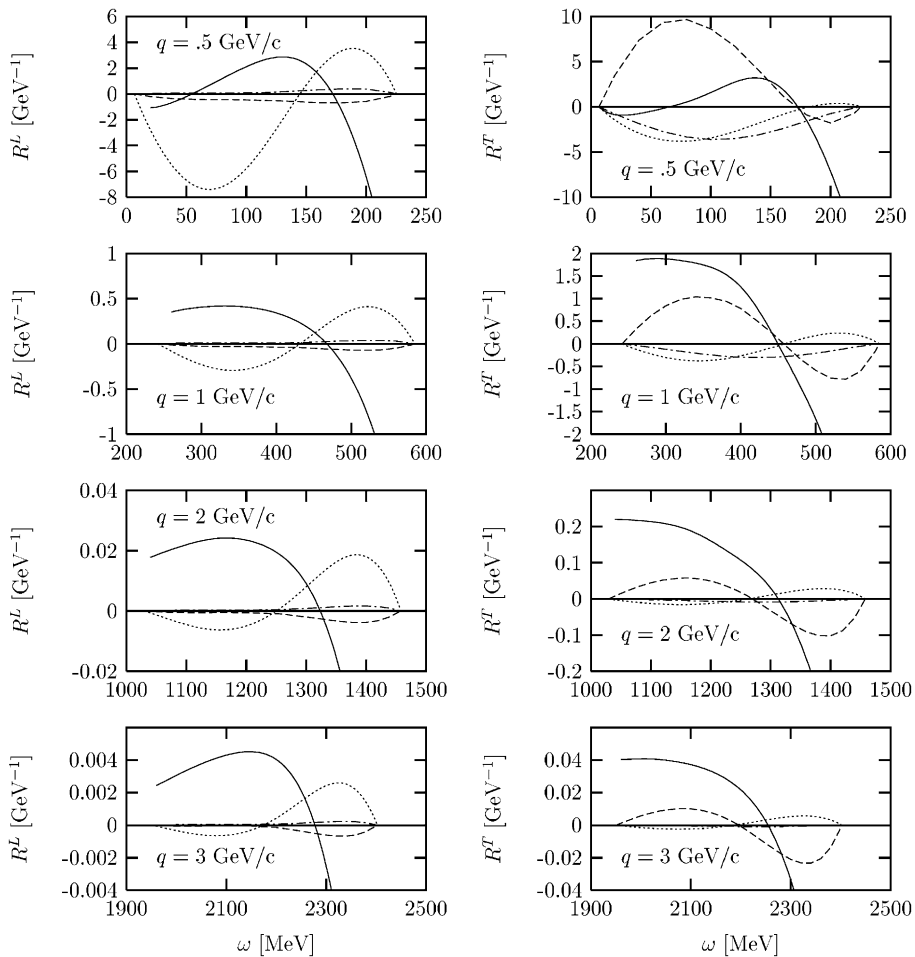 6
4
2
0
-2
-4
-6
-8
R^L [GeV^{-1}]
q = .5 GeV/c
0 50 100 150 200 250
10
5
0
-5
-10
R^T [GeV^{-1}]
q = .5 GeV/c
0 50 100 150 200 250
1
0.5
0
-0.5
-1
R^L [GeV^{-1}]
q = 1 GeV/c
200 300 400 500 600
2
1.5
1
0.5
0
-0.5
-1
-1.5
-2
R^T [GeV^{-1}]
q = 1 GeV/c
200 300 400 500 600
0.04
0.02
0
-0.02
R^L [GeV^{-1}]
q = 2 GeV/c
1000 1100 1200 1300 1400 1500
0.2
0.1
0
-0.1
-0.2
R^T [GeV^{-1}]
q = 2 GeV/c
1000 1100 1200 1300 1400 1500
0.004
0.002
0
-0.002
-0.004
R^L [GeV^{-1}]
q = 3 GeV/c
1900 2100 2300 2500
ω [MeV]
0.04
0.02
0
-0.02
-0.04
R^T [GeV^{-1}]
q = 3 GeV/c
1900 2100 2300 2500
ω [MeV]